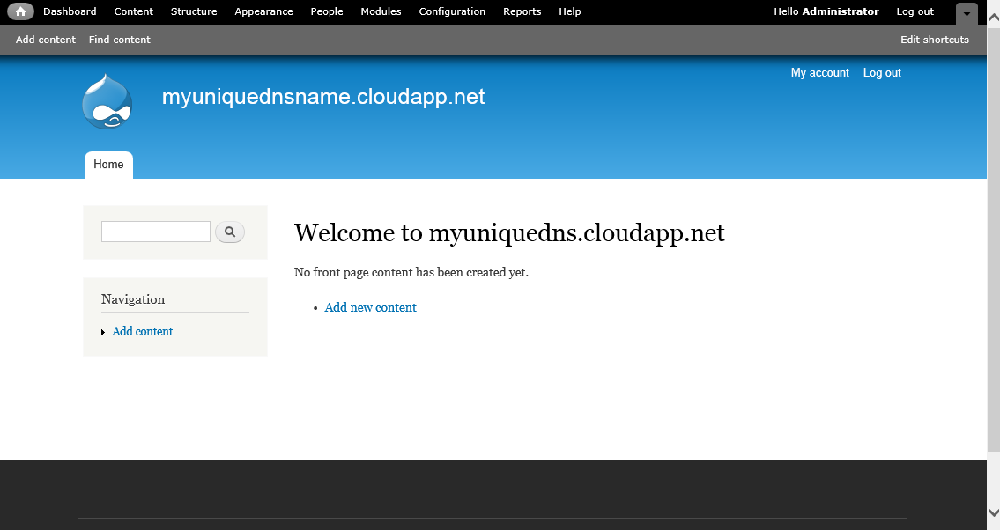 Dashboard Content Structure Appearance People Modules Configuration Reports Help Hello Administrator Log out
Add content Find content Edit shortcuts
My account Log out
myuniquednsname.cloudapp.net
Home
Welcome to myuniquedns.cloudapp.net
No front page content has been created yet.
Add new content
Navigation
Add content